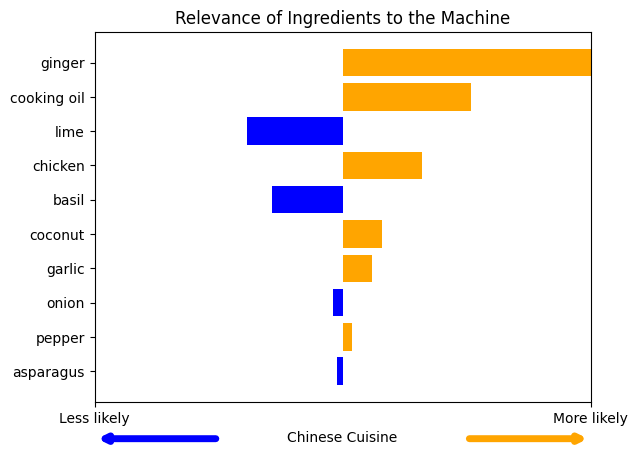 Relevance of Ingredients to the Machine
ginger
cooking oil
lime
chicken
basil
coconut
garlic
onion
pepper
asparagus
Less likely More likely
Chinese Cuisine